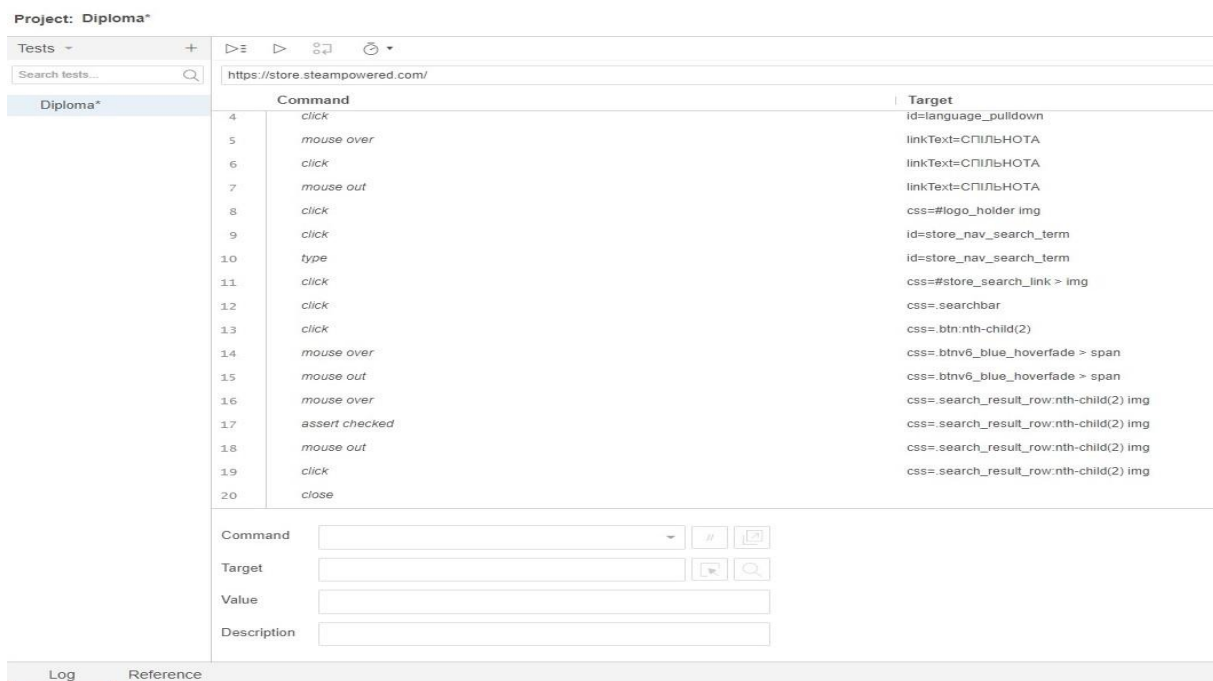 Project: Diploma*
Tests
Search tests...
Diploma*
https://store.steampowered.com/
Command Target
4 click id=language_pulldown
5 mouse over linkText=СПІЛЬНОТА
6 click linkText=СПІЛЬНОТА
7 mouse out linkText=СПІЛЬНОТА
8 click css=#logo_holder img
9 click id=store_nav_search_term
10 type id=store_nav_search_term
11 click css=#store_search_link > img
12 click css=.searchbar
13 click css=.btn:nth-child(2)
14 mouse over css=.btnv6_blue_hoverfade > span
15 mouse out css=.btnv6_blue_hoverfade > span
16 mouse over css=.search_result_row:nth-child(2) img
17 assert checked css=.search_result_row:nth-child(2) img
18 mouse out css=.search_result_row:nth-child(2) img
19 click css=.search_result_row:nth-child(2) img
20 close
Command //
Target
Value
Description
Log Reference